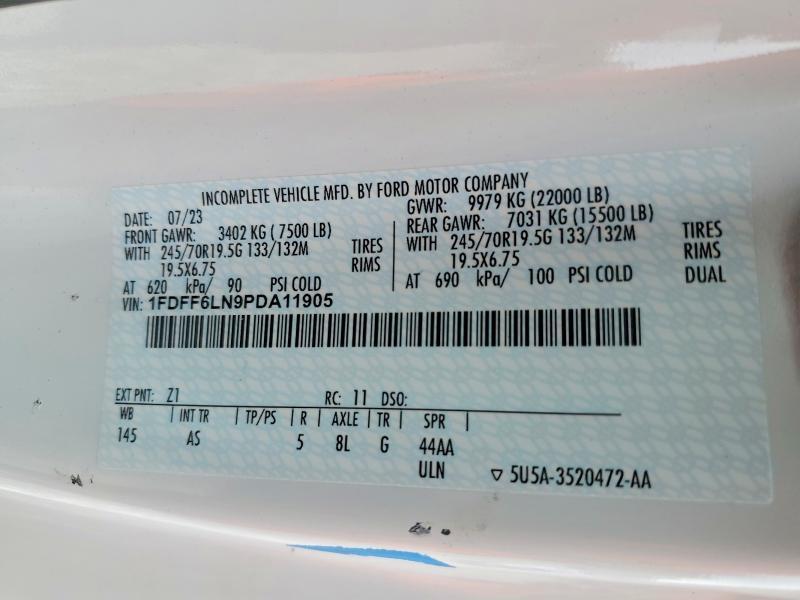 INCOMPLETE VEHICLE MFD. BY FORD MOTOR COMPANY
DATE: 07/23 GVWR: 9979 KG (22000 LB)
FRONT GAWR: 3402 KG (7500 LB) REAR GAWR: 7031 KG (15500 LB)
WITH 245/70R19.5G 133/132M TIRES WITH 245/70R19.5G 133/132M TIRES
19.5X6.75 RIMS 19.5X6.75 RIMS
AT 620 kPa/ 90 PSI COLD AT 690 kPa/ 100 PSI COLD DUAL
VIN: 1FDFF6LN9PDA11905
EXT PNT: Z1 RC: 11 DSO:
WB INT TR TP/PS R AXLE TR SPR
145 AS 5 8L G 44AA
ULN ▽ 5U5A-3520472-AA